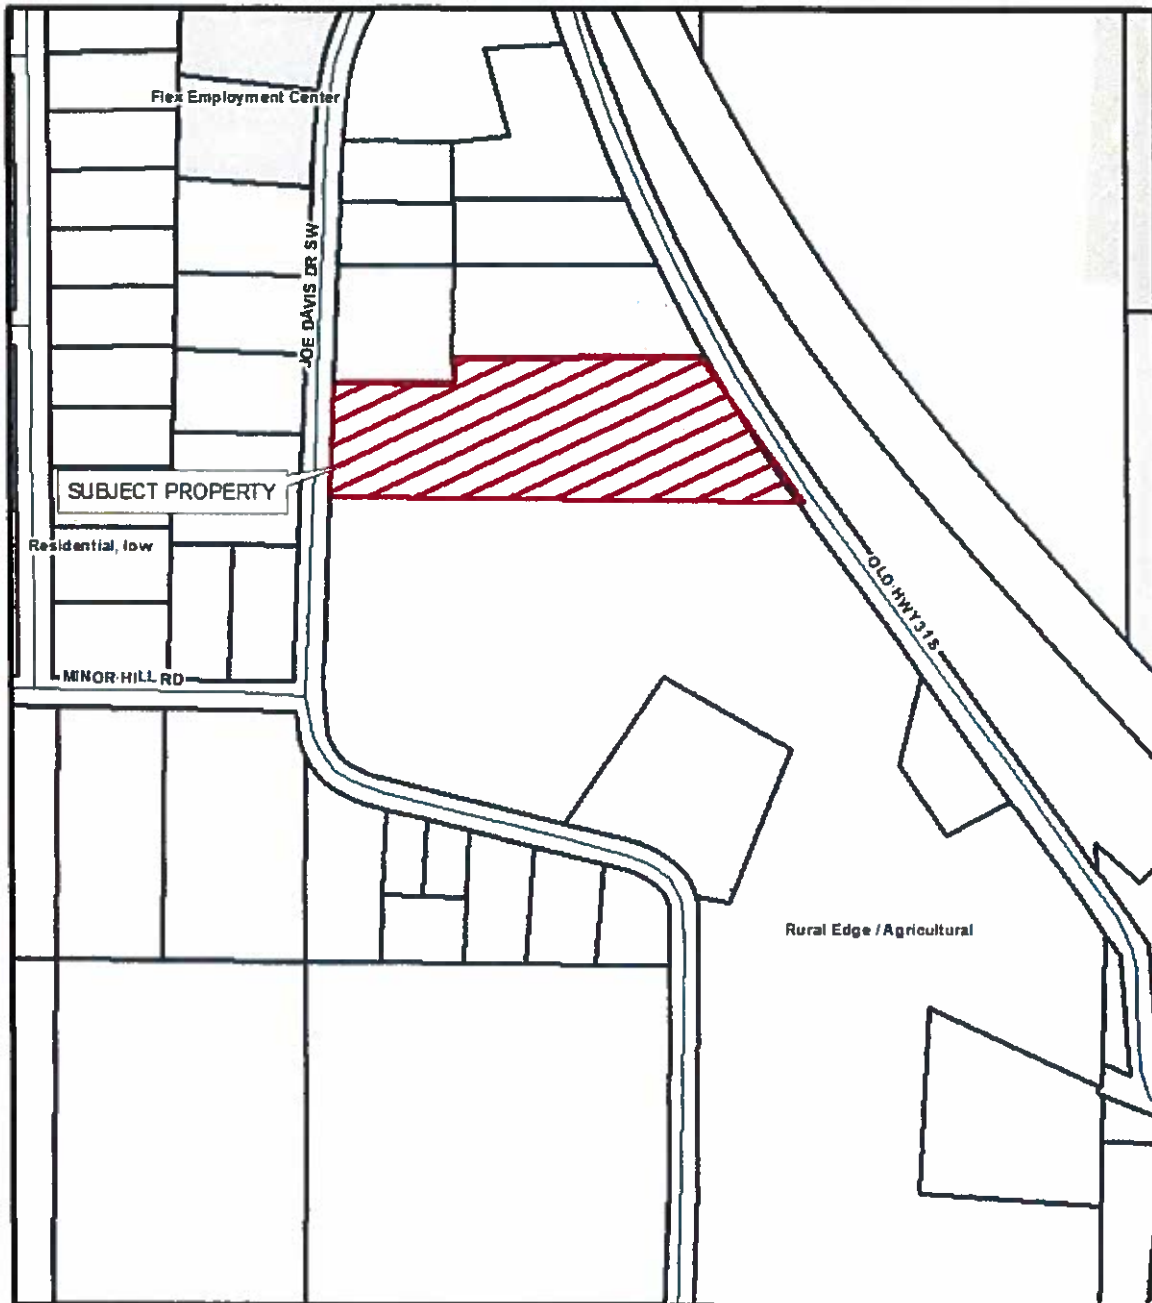 Flex Employment Center
JOE DAVIS DR SW
SUBJECT PROPERTY
Residential, low
OLD HWY 31 S
MINOR HILL RD
Rural Edge / Agricultural